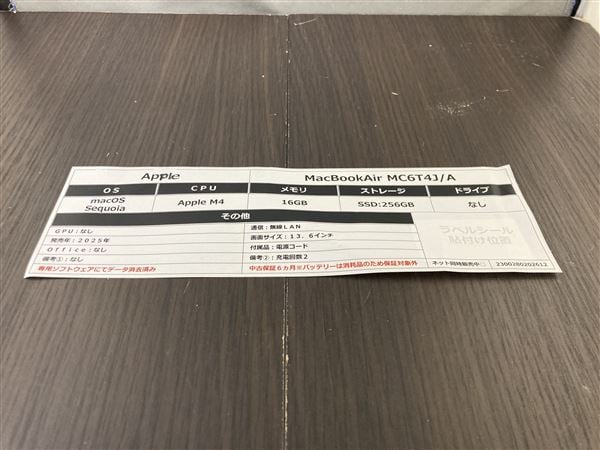 Apple MacBookAir MC6T4J/A
OS CPU メモリ ストレージ ドライブ
macOS Sequoia Apple M4 16GB SSD:256GB なし
その他
GPU:なし 通信:無線LAN
発売年:2025年 画面サイズ:13.6インチ
Office:なし 付属品:電源コード
備考①:なし 備考②:充電回数2
ラベルシール
貼付け位置
専用ソフトウェアにてデータ消去済み 中古保証6ヵ月※バッテリーは消耗品のため保証対象外 ネット同時販売中□ 2300280202612